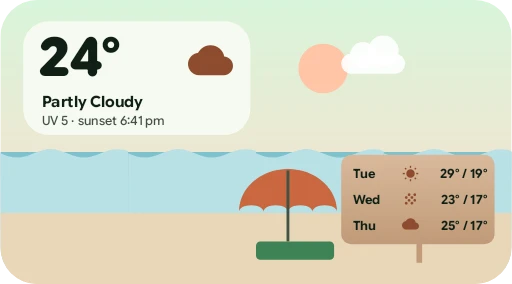 24°
Partly Cloudy
UV 5 · sunset 6:41 pm
Tue 29° / 19°
Wed 23° / 17°
Thu 25° / 17°